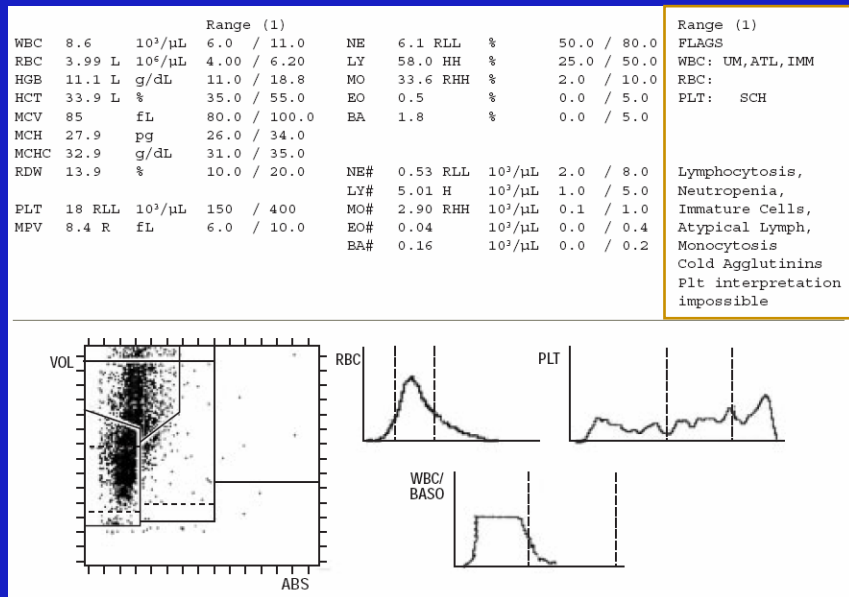 Range (1)
WBC 8.6 10³/µL 6.0 / 11.0
RBC 3.99 L 10⁶/µL 4.00 / 6.20
HGB 11.1 L g/dL 11.0 / 18.8
HCT 33.9 L % 35.0 / 55.0
MCV 85 fL 80.0 / 100.0
MCH 27.9 pg 26.0 / 34.0
MCHC 32.9 g/dL 31.0 / 35.0
RDW 13.9 % 10.0 / 20.0
PLT 18 RLL 10³/µL 150 / 400
MPV 8.4 R fL 6.0 / 10.0
NE 6.1 RLL % 50.0 / 80.0
LY 58.0 HH % 25.0 / 50.0
MO 33.6 RHH % 2.0 / 10.0
EO 0.5 % 0.0 / 5.0
BA 1.8 % 0.0 / 5.0
NE# 0.53 RLL 10³/µL 2.0 / 8.0
LY# 5.01 H 10³/µL 1.0 / 5.0
MO# 2.90 RHH 10³/µL 0.1 / 1.0
EO# 0.04 10³/µL 0.0 / 0.4
BA# 0.16 10³/µL 0.0 / 0.2
Range (1)
FLAGS
WBC: UM,ATL,IMM
RBC:
PLT: SCH
Lymphocytosis,
Neutropenia,
Immature Cells,
Atypical Lymph,
Monocytosis
Cold Agglutinins
Plt interpretation
impossible
VOL
ABS
RBC
PLT
WBC/
BASO